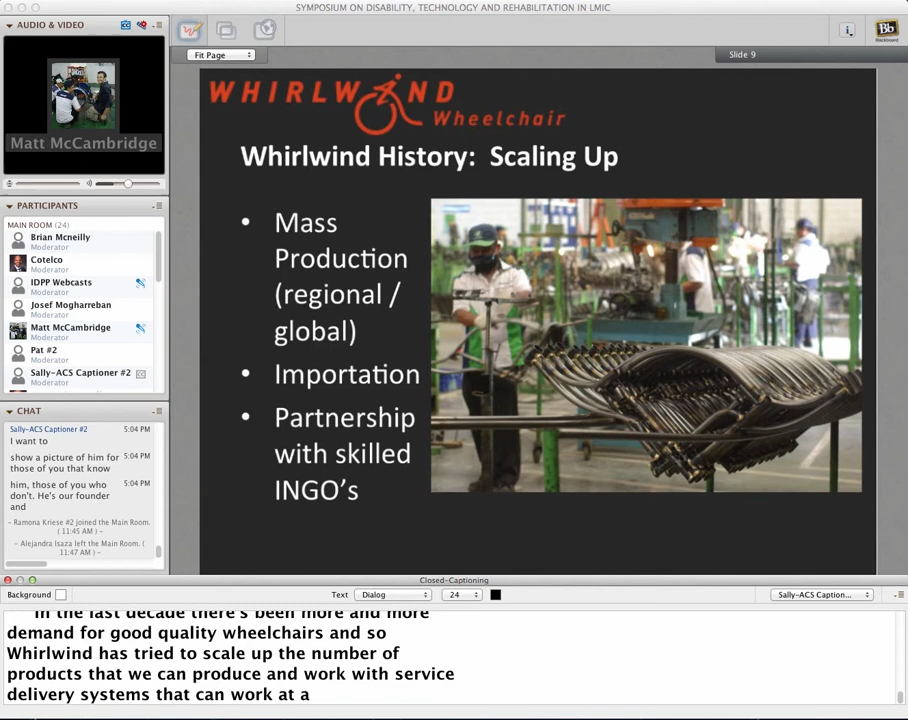 SYMPOSIUM ON DISABILITY, TECHNOLOGY AND REHABILITATION IN LMIC
AUDIO & VIDEO
Matt McCambridge
PARTICIPANTS
MAIN ROOM (24)
Brian Mcneilly
Moderator
Cotelco
Moderator
IDPP Webcasts
Moderator
Josef Mogharreban
Moderator
Matt McCambridge
Moderator
Pat #2
Moderator
Sally-ACS Captioner #2
Moderator
CHAT
Sally-ACS Captioner #2 5:04 PM
I want to
show a picture of him for 5:04 PM
those of you that know
him, those of you who 5:04 PM
don't. He's our founder
and
- Ramona Kriese #2 joined the Main Room.
( 11:45 AM ) -
- Alejandra Isaza left the Main Room. (
11:47 AM ) -
Fit Page
Slide 9
i
Bb
Blackboard
WHIRLWIND
Wheelchair
Whirlwind History: Scaling Up
• Mass
Production
(regional /
global)
• Importation
• Partnership
with skilled
INGO's
Closed-Captioning
Background
Text
Dialog
24
Sally-ACS Caption...
In the last decade there's been more and more
demand for good quality wheelchairs and so
Whirlwind has tried to scale up the number of
products that we can produce and work with service
delivery systems that can work at a